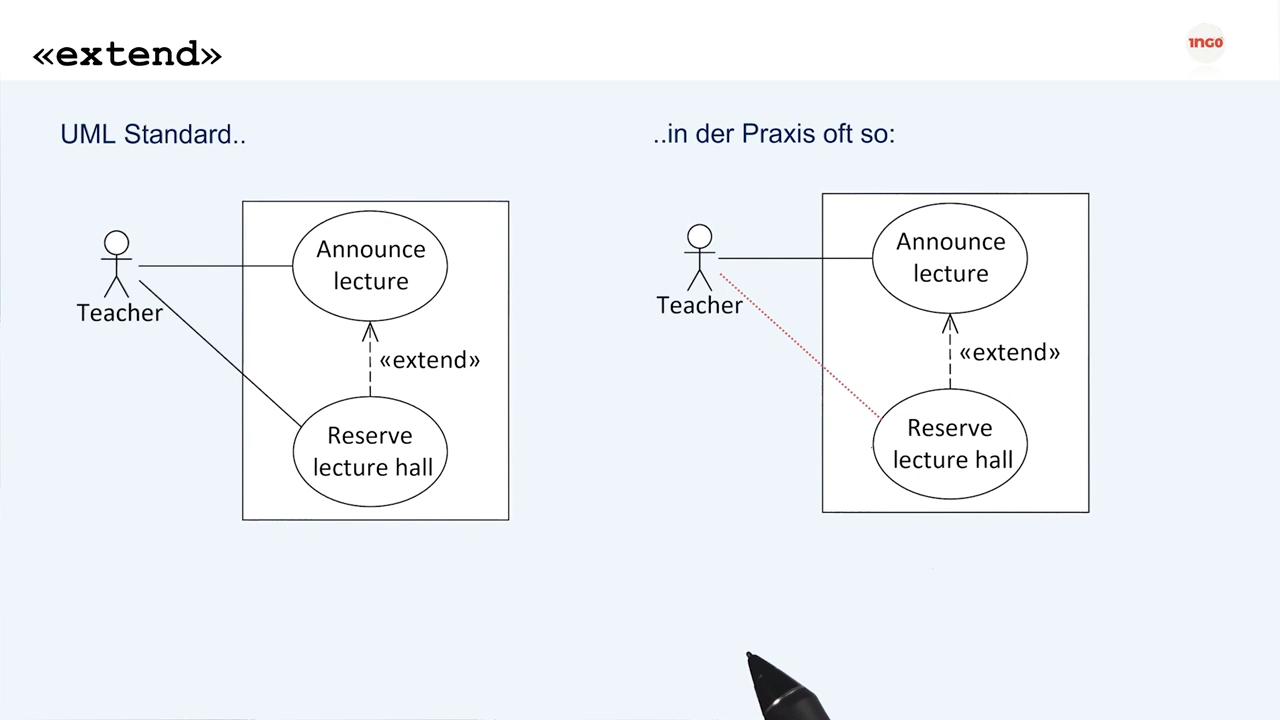 «extend»
1NGO
UML Standard..
..in der Praxis oft so:
Announce
lecture
Teacher
«extend»
Reserve
lecture hall
Announce
lecture
Teacher
«extend»
Reserve
lecture hall